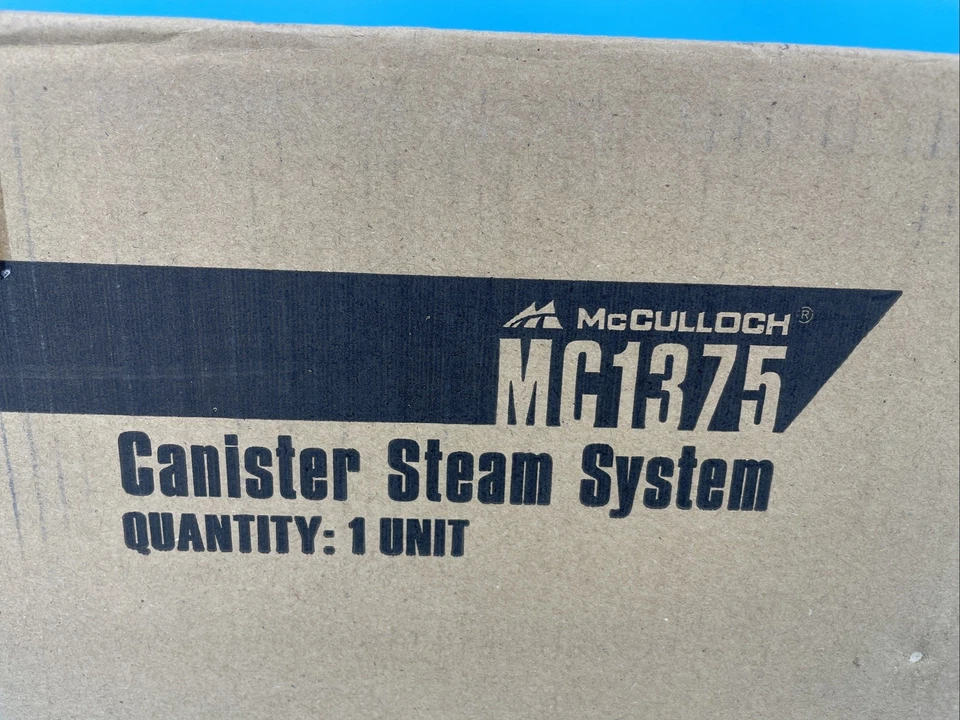 McCULLOCH®
MC1375
Canister Steam System
QUANTITY: 1 UNIT